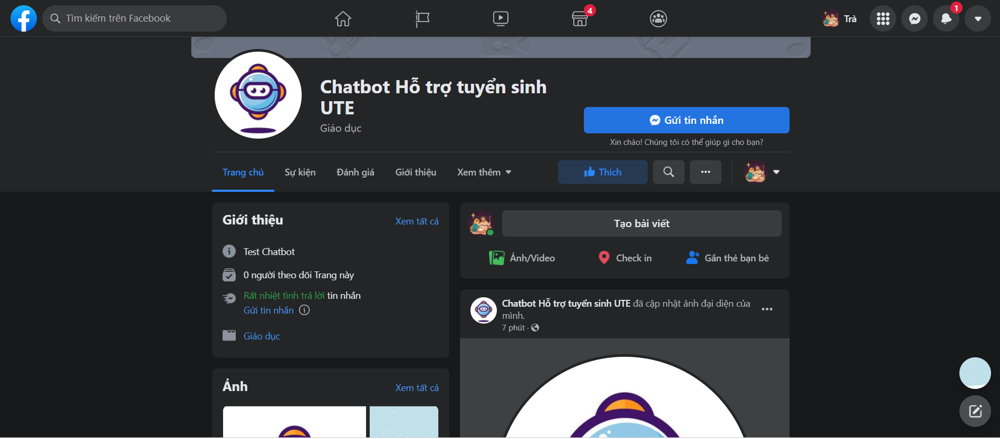 Tìm kiếm trên Facebook
4
Trà
1
Chatbot Hỗ trợ tuyển sinh
UTE
Giáo dục
Gửi tin nhắn
Xin chào! Chúng tôi có thể giúp gì cho bạn?
Trang chủ
Sự kiện
Đánh giá
Giới thiệu
Xem thêm
Thích
Giới thiệu
Xem tất cả
Test Chatbot
0 người theo dõi Trang này
Rất nhiệt tình trả lời tin nhắn
Gửi tin nhắn
Giáo dục
Ảnh
Xem tất cả
Tạo bài viết
Ảnh/Video
Check in
Gắn thẻ bạn bè
Chatbot Hỗ trợ tuyển sinh UTE đã cập nhật ảnh đại diện của
mình.
7 phút ·